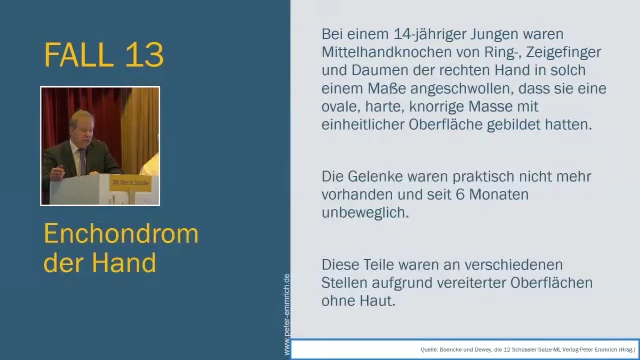 FALL 13
Enchondrom
der Hand
Bei einem 14-jähriger Jungen waren
Mittelhandknochen von Ring-, Zeigefinger
und Daumen der rechten Hand in solch
einem Maße angeschwollen, dass sie eine
ovale, harte, knorrige Masse mit
einheitlicher Oberfläche gebildet hatten.
Die Gelenke waren praktisch nicht mehr
vorhanden und seit 6 Monaten
unbeweglich.
Diese Teile waren an verschiedenen
Stellen aufgrund vereiterter Oberflächen
ohne Haut.
www.peter-emmrich.de
Quelle: Boericke und Dewey, die 12 Schüssler Salze-ML Verlag-Peter Emmrich (Hrsg.)